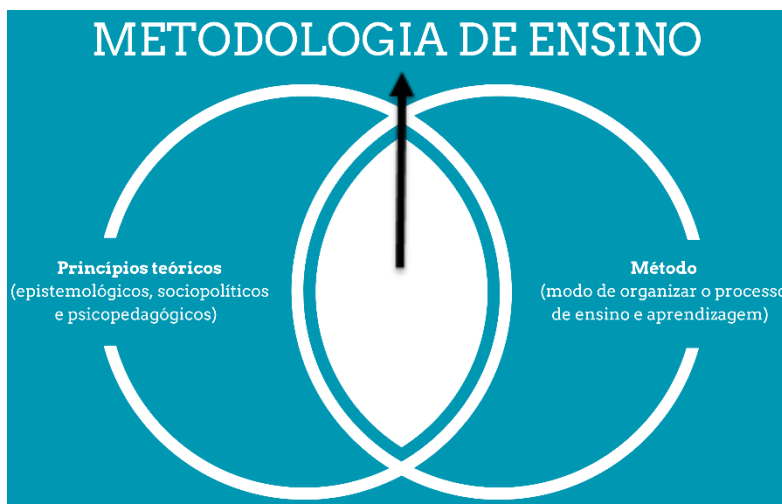 METODOLOGIA DE ENSINO
Princípios teóricos
(epistemológicos, sociopolíticos
e psicopedagógicos)
Método
(modo de organizar o processo
de ensino e aprendizagem)